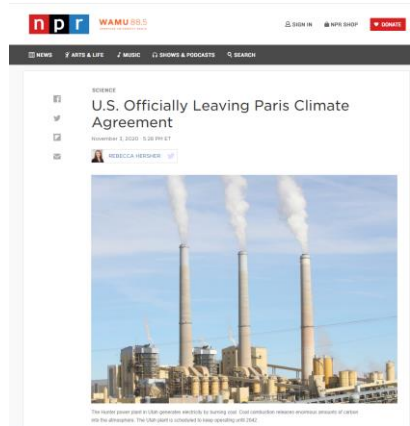 npr WAMU 88.5
SIGN IN NPR SHOP DONATE
NEWS ARTS & LIFE MUSIC SHOWS & PODCASTS SEARCH
SCIENCE
U.S. Officially Leaving Paris Climate
Agreement
November 3, 2020 · 5:28 PM ET
REBECCA HERSHER
The Hunter power plant in Utah generates electricity by burning coal. Coal combustion releases enormous amounts of carbon
into the atmosphere. The Utah plant is scheduled to keep operating until 2042.